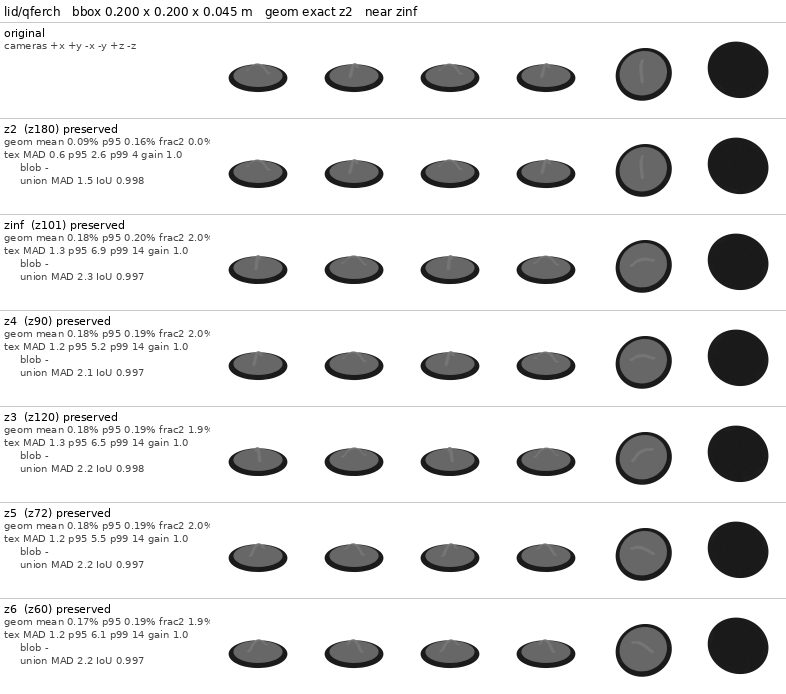 lid/qferch   bbox 0.200 x 0.200 x 0.045 m   geom exact z2   near zinf
original
cameras +x +y -x -y +z -z
z2  (z180) preserved
geom mean 0.09% p95 0.16% frac2 0.0%
tex MAD 0.6 p95 2.6 p99 4 gain 1.0
blob -
union MAD 1.5 IoU 0.998
zinf  (z101) preserved
geom mean 0.18% p95 0.20% frac2 2.0%
tex MAD 1.3 p95 6.9 p99 14 gain 1.0
blob -
union MAD 2.3 IoU 0.997
z4  (z90) preserved
geom mean 0.18% p95 0.19% frac2 2.0%
tex MAD 1.2 p95 5.2 p99 14 gain 1.0
blob -
union MAD 2.1 IoU 0.997
z3  (z120) preserved
geom mean 0.18% p95 0.19% frac2 1.9%
tex MAD 1.3 p95 6.5 p99 14 gain 1.0
blob -
union MAD 2.2 IoU 0.998
z5  (z72) preserved
geom mean 0.18% p95 0.19% frac2 2.0%
tex MAD 1.2 p95 5.5 p99 14 gain 1.0
blob -
union MAD 2.2 IoU 0.997
z6  (z60) preserved
geom mean 0.17% p95 0.19% frac2 1.9%
tex MAD 1.2 p95 6.1 p99 14 gain 1.0
blob -
union MAD 2.2 IoU 0.997